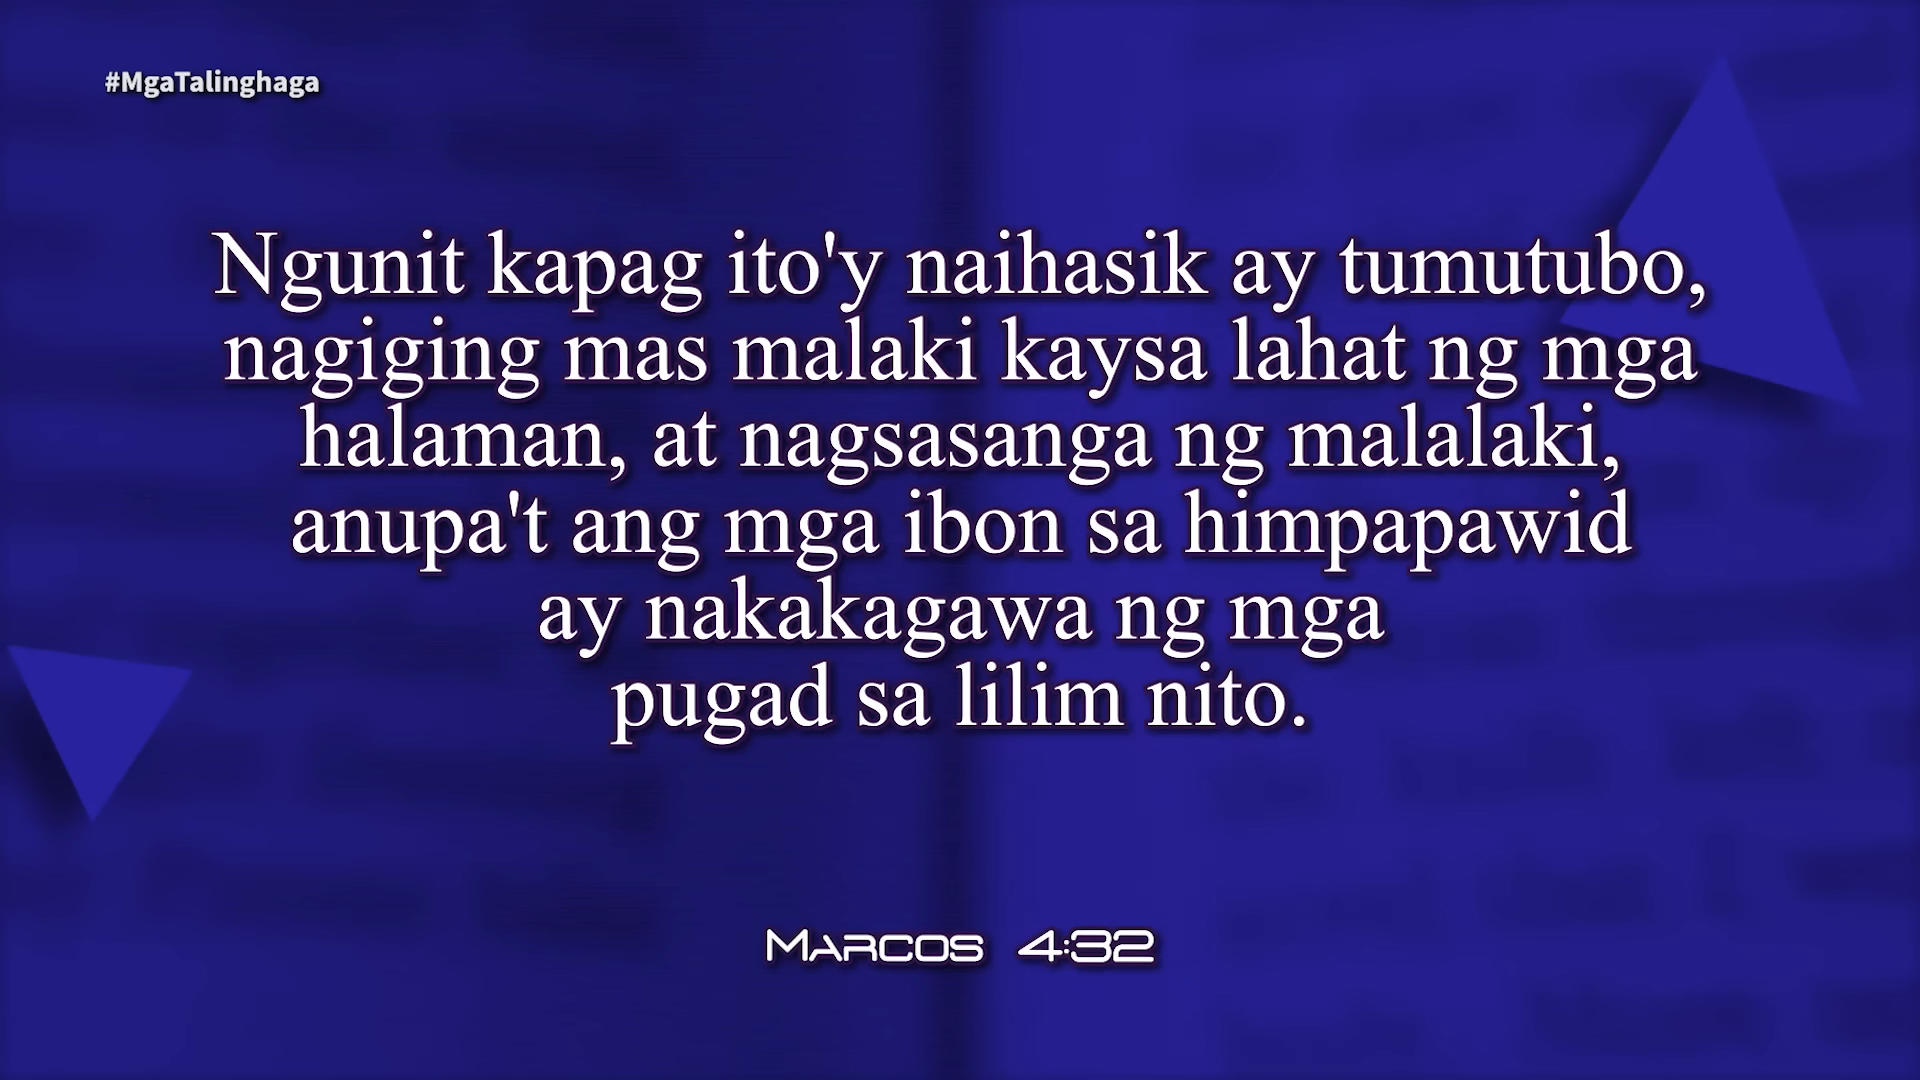 #MgaTalinghaga
Ngunit kapag ito'y naihasik ay tumutubo,
nagiging mas malaki kaysa lahat ng mga
halaman, at nagsasanga ng malalaki,
anupa't ang mga ibon sa himpapawid
ay nakakagawa ng mga
pugad sa lilim nito.
Marcos 4:32